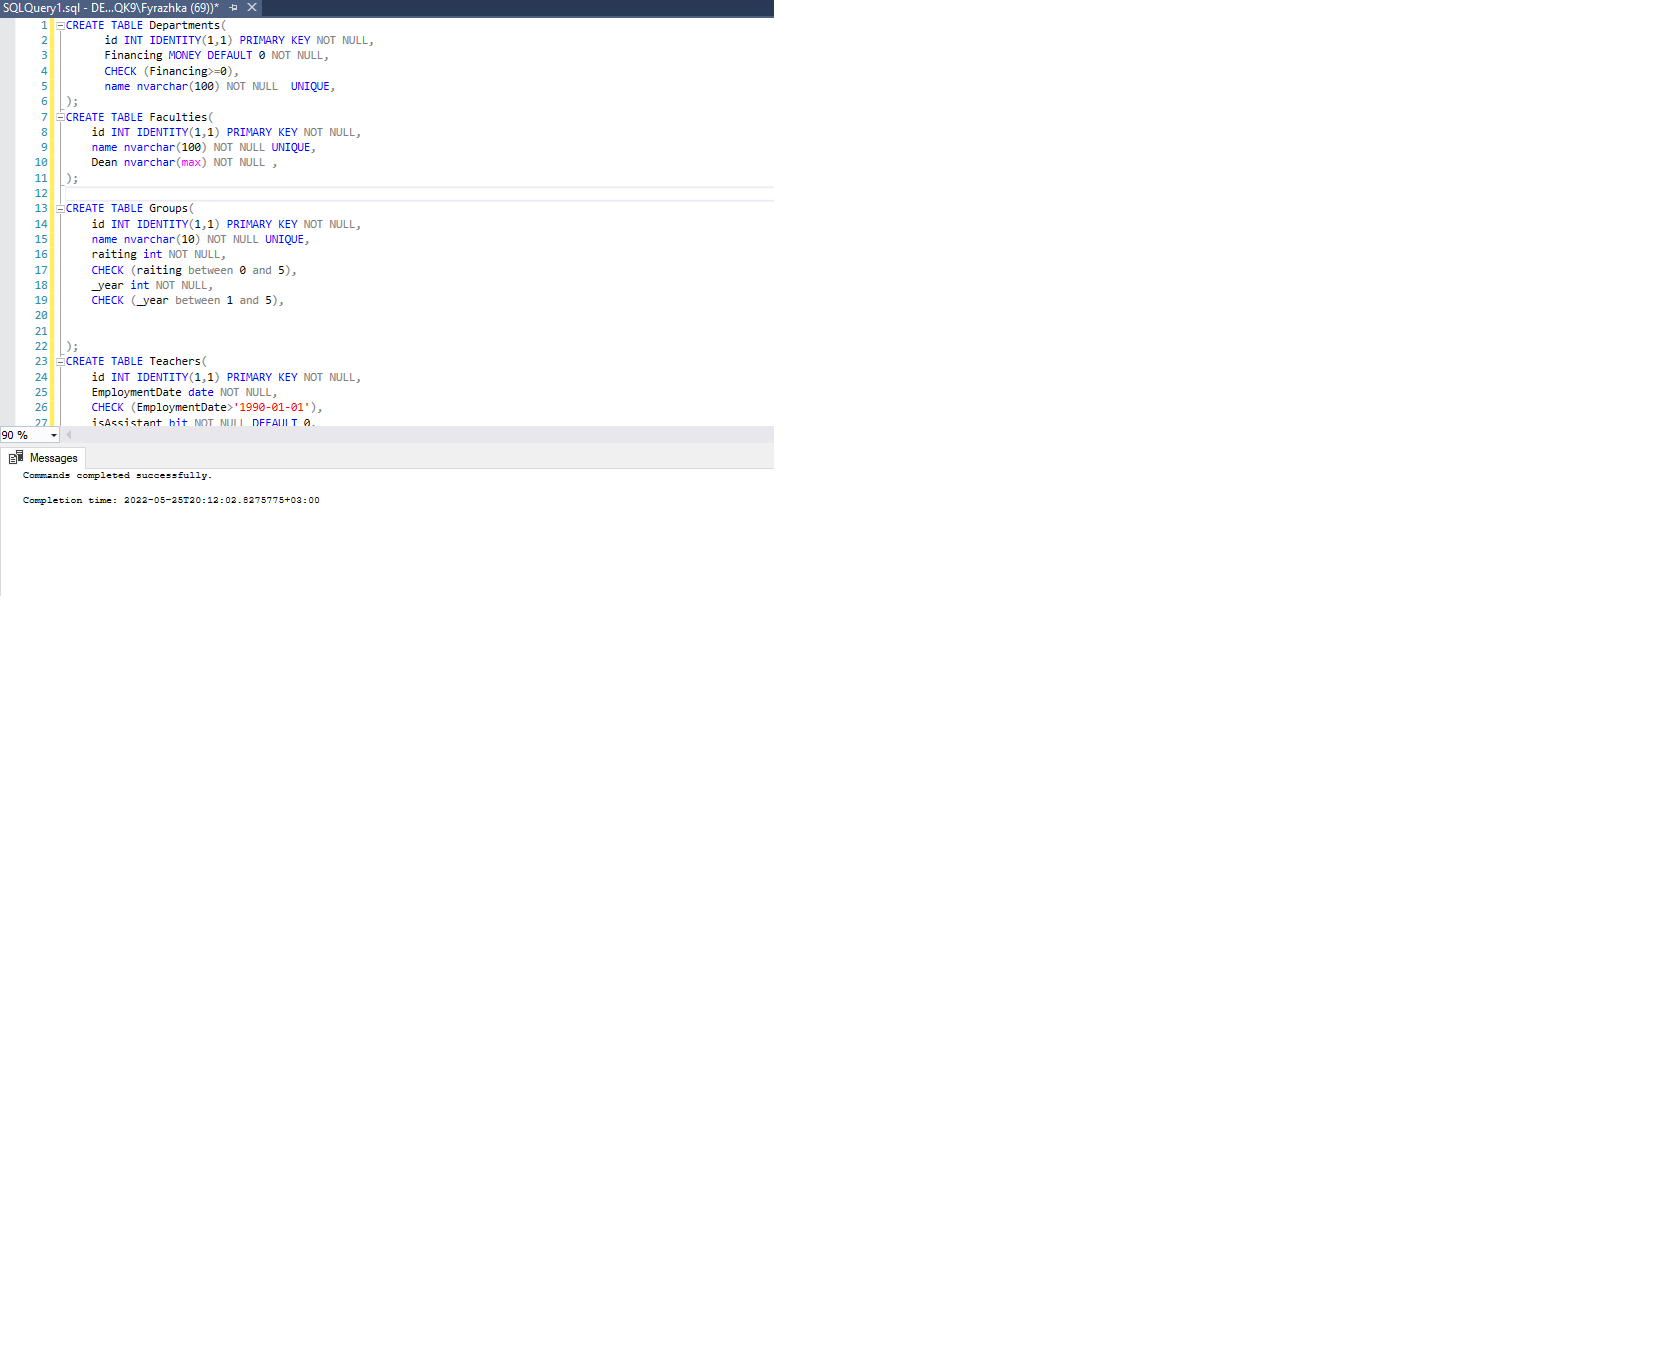 SQLQuery1.sql - DE...QK9\Fyrazhka (69))*
1 CREATE TABLE Departments(
2 id INT IDENTITY(1,1) PRIMARY KEY NOT NULL,
3 Financing MONEY DEFAULT 0 NOT NULL,
4 CHECK (Financing>=0),
5 name nvarchar(100) NOT NULL  UNIQUE,
6 );
7 CREATE TABLE Faculties(
8 id INT IDENTITY(1,1) PRIMARY KEY NOT NULL,
9 name nvarchar(100) NOT NULL UNIQUE,
10 Dean nvarchar(max) NOT NULL ,
11 );
12
13 CREATE TABLE Groups(
14 id INT IDENTITY(1,1) PRIMARY KEY NOT NULL,
15 name nvarchar(10) NOT NULL UNIQUE,
16 raiting int NOT NULL,
17 CHECK (raiting between 0 and 5),
18 _year int NOT NULL,
19 CHECK (_year between 1 and 5),
20
21
22 );
23 CREATE TABLE Teachers(
24 id INT IDENTITY(1,1) PRIMARY KEY NOT NULL,
25 EmploymentDate date NOT NULL,
26 CHECK (EmploymentDate>'1990-01-01'),
27 isAssistant bit NOT NULL DEFAULT 0,
90 %
Messages
Commands completed successfully.
Completion time: 2022-05-25T20:12:02.8275775+03:00